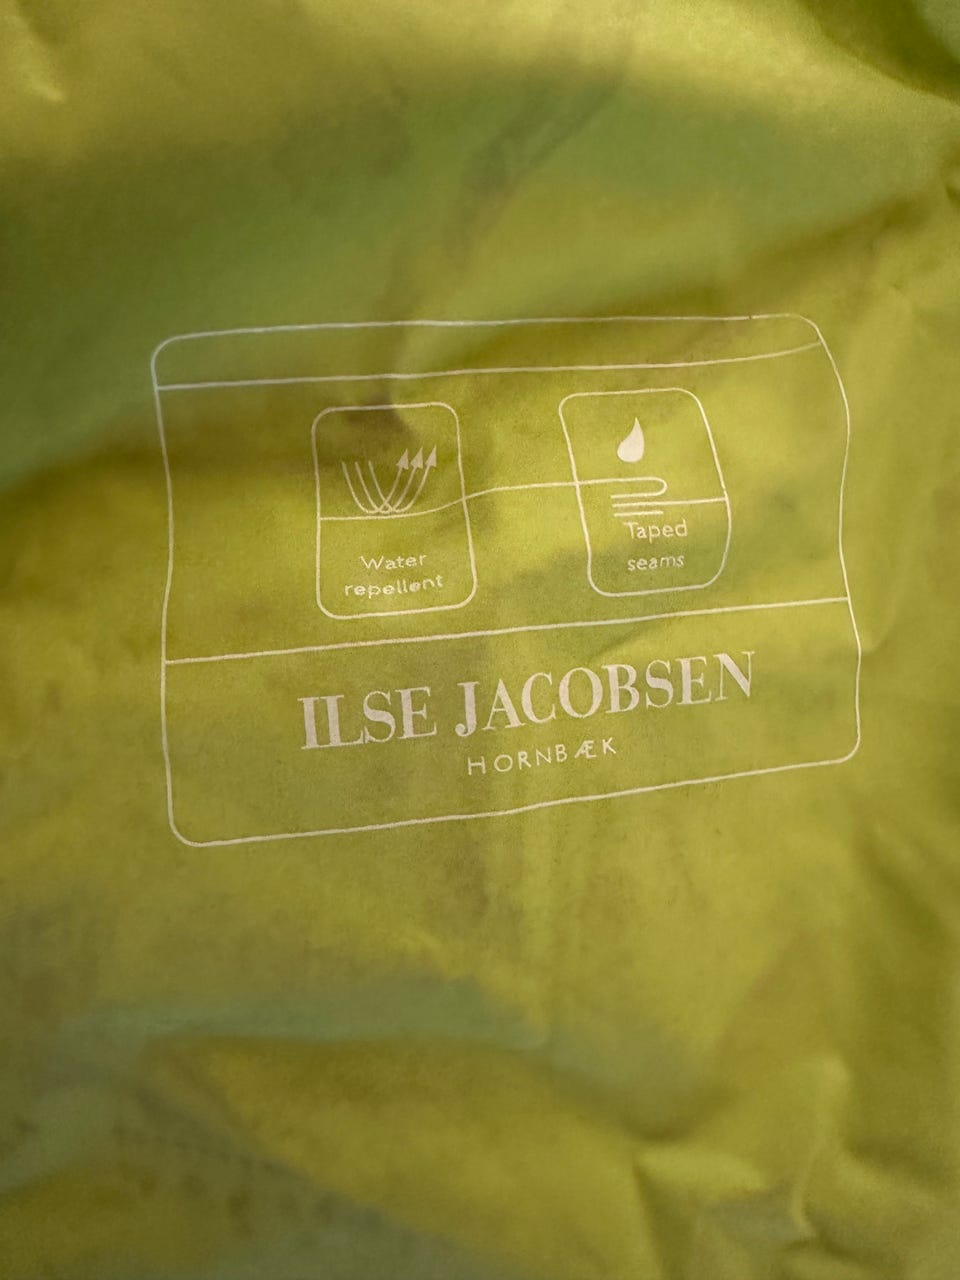 Water
repellent
Taped
seams
ILSE JACOBSEN
HORNBÆK